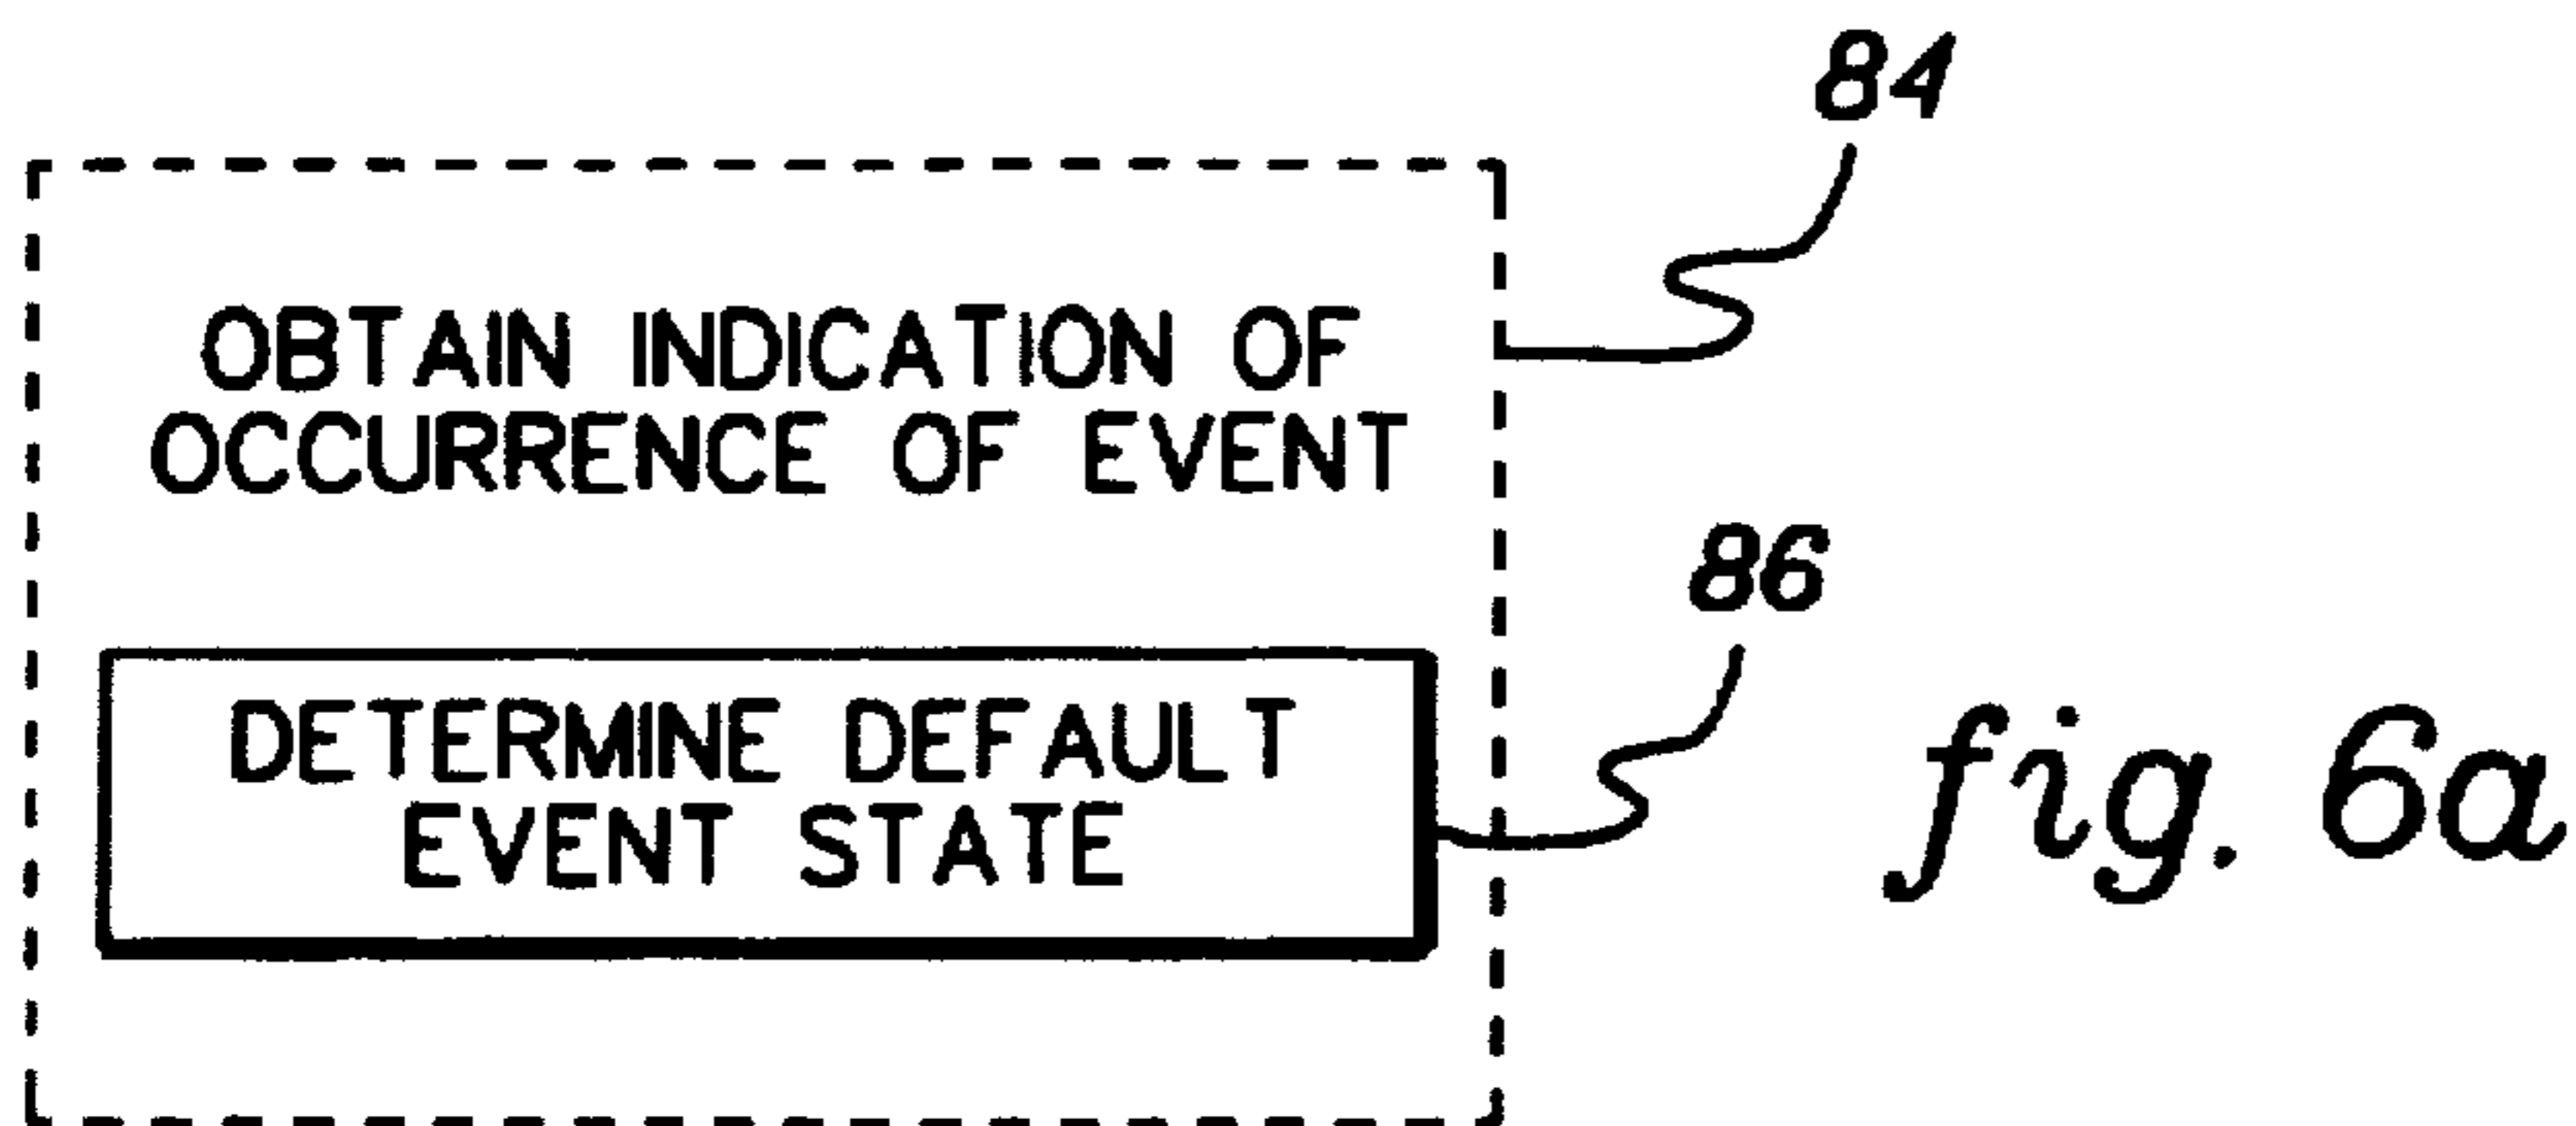 84
OBTAIN INDICATION OF
OCCURRENCE OF EVENT
86
DETERMINE DEFAULT
EVENT STATE
fig. 6a